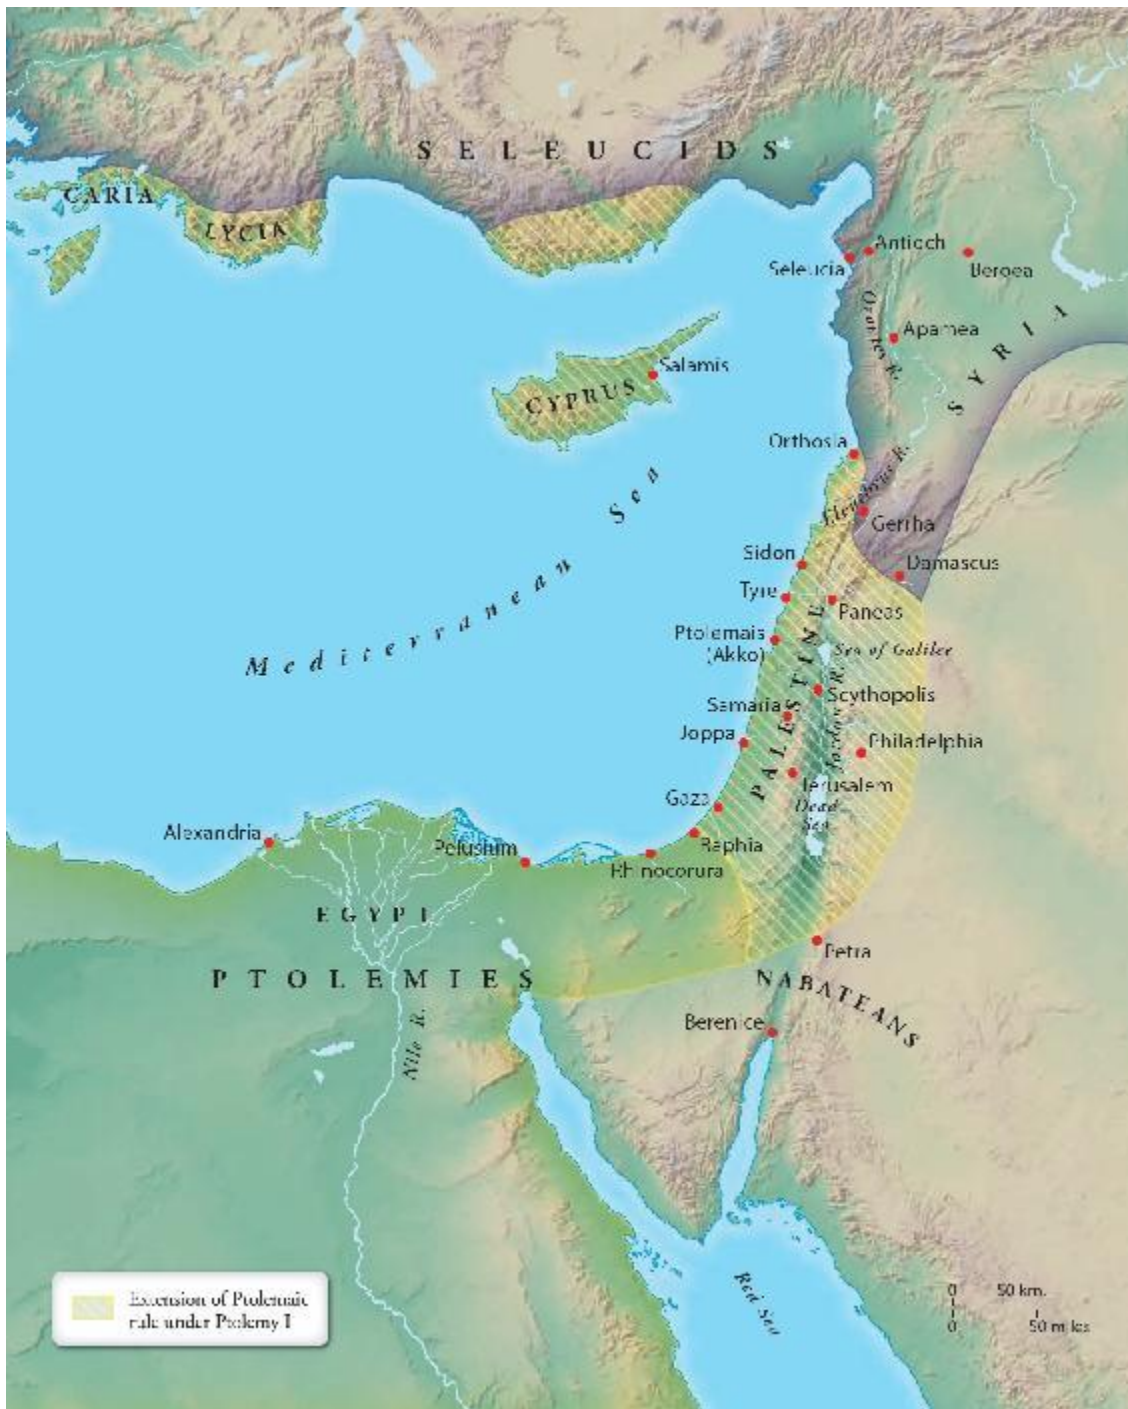 SELEUCIDS
CARIA
LYCIA
Antioch
Seleucia
Beroea
Orontes R.
Apamea
SYRIA
Salamis
CYPRUS
Orthosia
Eleutherus R.
Gerrha
Mediterranean Sea
Sidon
Damascus
Tyre
Paneas
Ptolemais
(Akko)
Sea of Galilee
PALESTINE
Scythopolis
Samaria
Jordan R.
Joppa
Philadelphia
Jerusalem
Gaza
Dead
Sea
Alexandria
Pelusium
Raphia
Rhinocorura
EGYPT
Petra
PTOLEMIES
NABATEANS
Berenice
Nile R.
Red Sea
Extension of Ptolemaic
rule under Ptolemy I
0 50 km.
0 50 miles